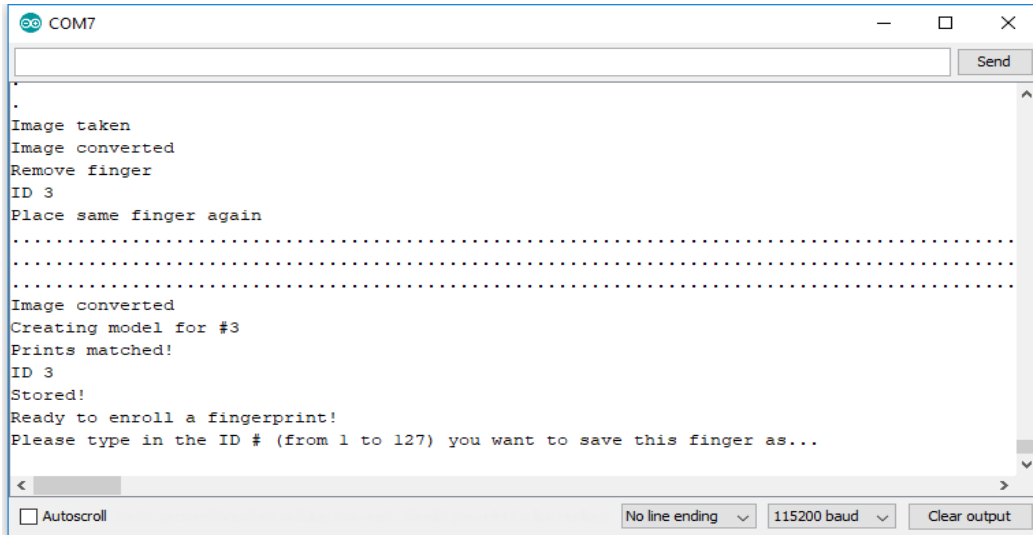 COM7
Send
.
.
Image taken
Image converted
Remove finger
ID 3
Place same finger again
............................................................................................
............................................................................................
............................................................................................
Image converted
Creating model for #3
Prints matched!
ID 3
Stored!
Ready to enroll a fingerprint!
Please type in the ID # (from 1 to 127) you want to save this finger as...
Autoscroll
No line ending
115200 baud
Clear output